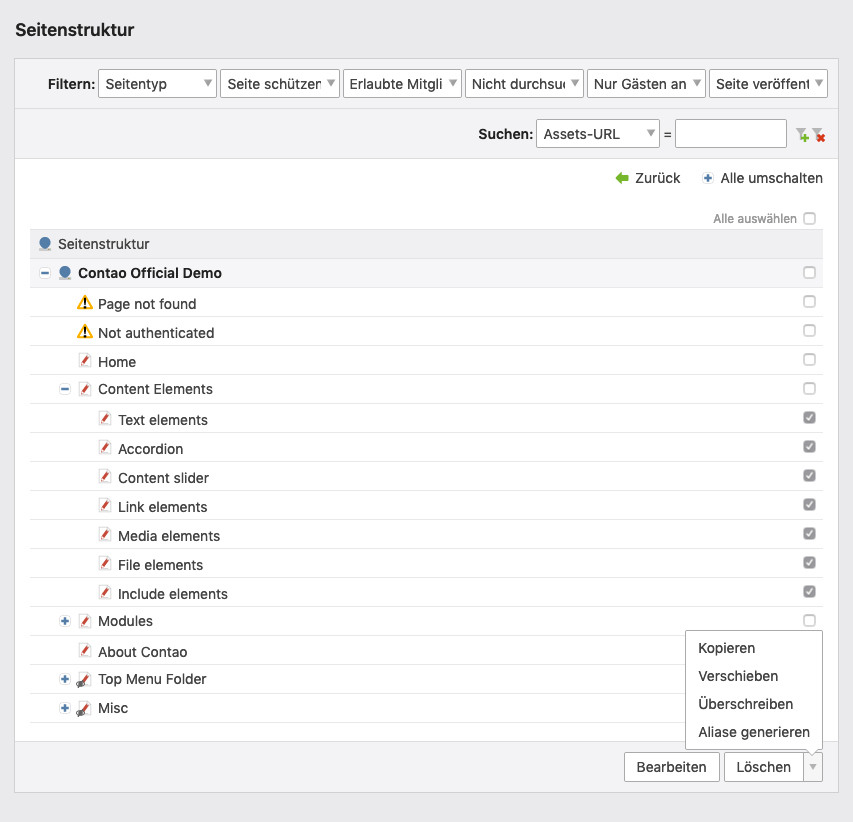 Seitenstruktur
Filtern: Seitentyp Seite schützen Erlaubte Mitgli Nicht durchsuc Nur Gästen an Seite veröffent
Suchen: Assets-URL =
Zurück Alle umschalten
Alle auswählen
Seitenstruktur
Contao Official Demo
Page not found
Not authenticated
Home
Content Elements
Text elements
Accordion
Content slider
Link elements
Media elements
File elements
Include elements
Modules
About Contao
Top Menu Folder
Misc
Kopieren
Verschieben
Überschreiben
Aliase generieren
Bearbeiten Löschen